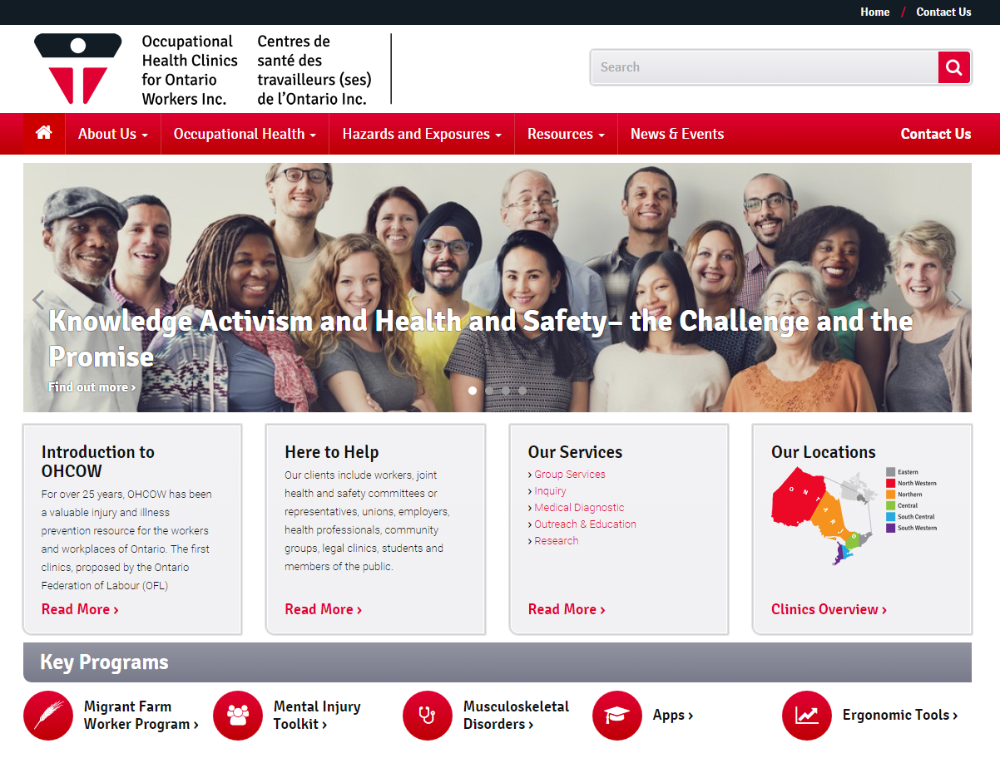 Home / Contact Us
Occupational
Health Clinics
for Ontario
Workers Inc.
Centres de
santé des
travailleurs (ses)
de l’Ontario Inc.
Search
About Us
Occupational Health
Hazards and Exposures
Resources
News & Events
Contact Us
Knowledge Activism and Health and Safety– the Challenge and the
Promise
Find out more ›
Introduction to
OHCOW
For over 25 years, OHCOW has been
a valuable injury and illness
prevention resource for the workers
and workplaces of Ontario. The first
clinics, proposed by the Ontario
Federation of Labour (OFL)
Read More ›
Here to Help
Our clients include workers, joint
health and safety committees or
representatives, unions, employers,
health professionals, community
groups, legal clinics, students and
members of the public.
Read More ›
Our Services
› Group Services
› Inquiry
› Medical Diagnostic
› Outreach & Education
› Research
Read More ›
Our Locations
ONTARIO
Eastern
North Western
Northern
Central
South Central
South Western
Clinics Overview ›
Key Programs
Migrant Farm
Worker Program ›
Mental Injury
Toolkit ›
Musculoskeletal
Disorders ›
Apps ›
Ergonomic Tools ›